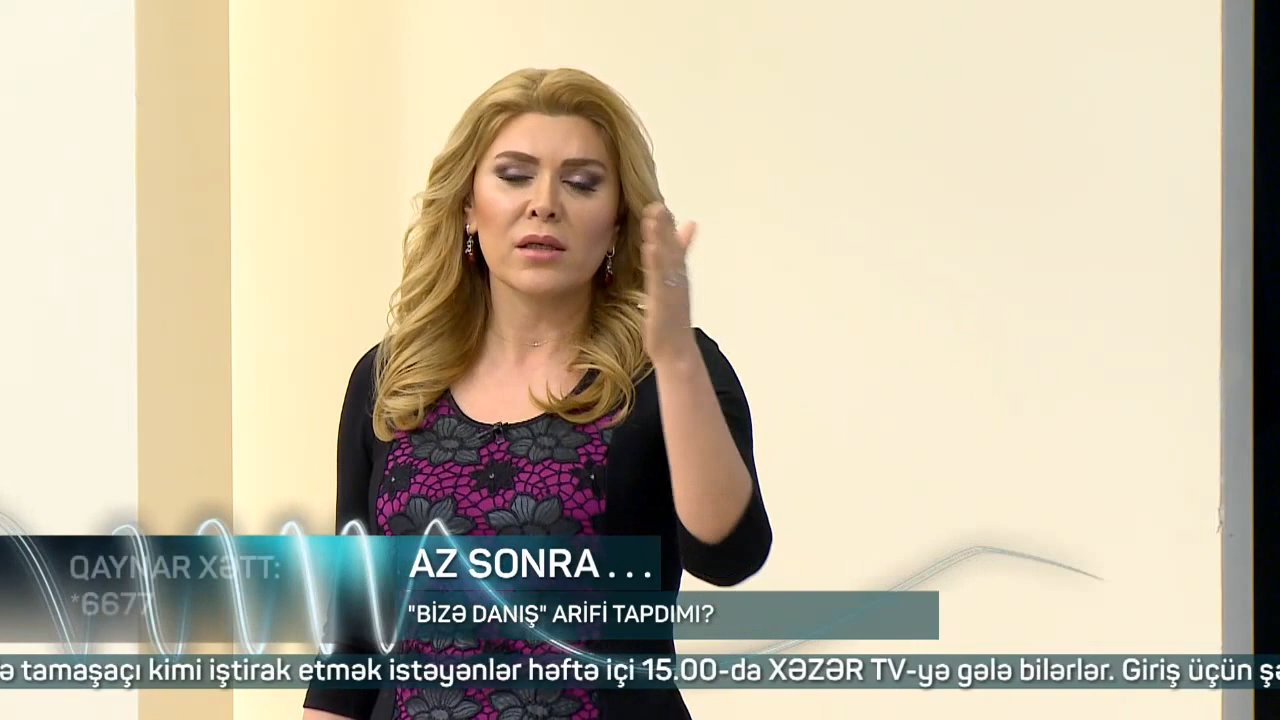 QAYNAR XƏTT:
*6677
AZ SONRA...
"BİZƏ DANIŞ" ARİFİ TAPDIMI?
ə tamaşaçı kimi iştirak etmək istəyənlər həftə içi 15.00-da XƏZƏR TV-yə gələ bilərlər. Giriş üçün şə